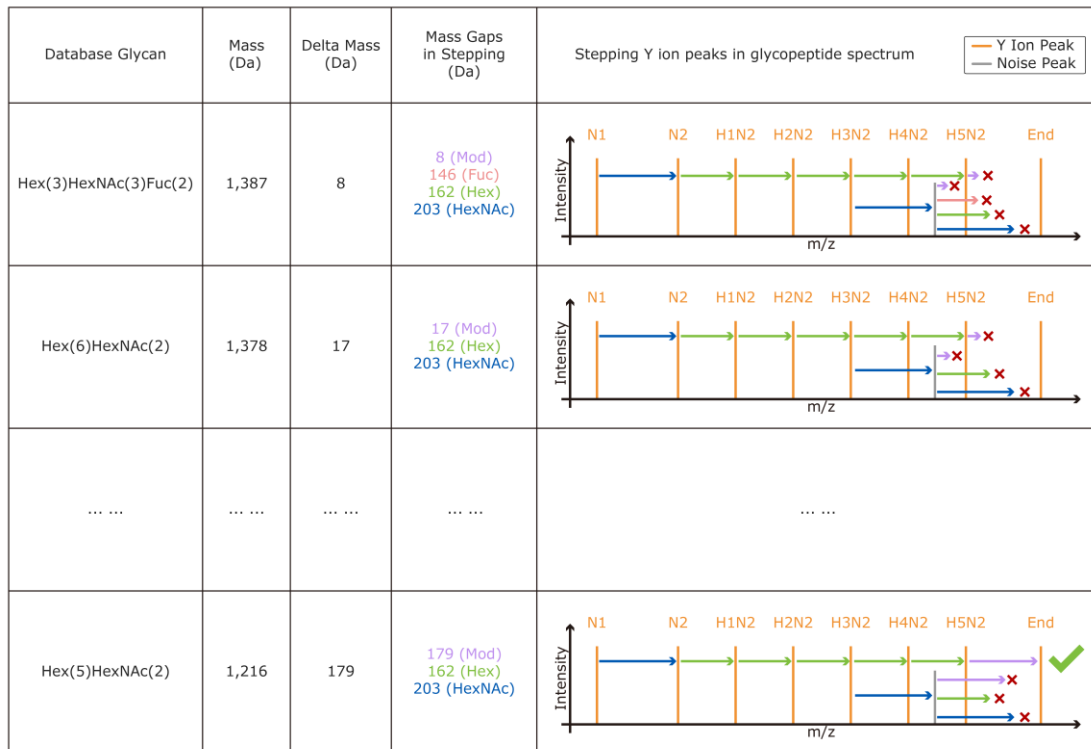 Database Glycan
Mass
(Da)
Delta Mass
(Da)
Mass Gaps
in Stepping
(Da)
Stepping Y ion peaks in glycopeptide spectrum
Y Ion Peak
Noise Peak
Hex(3)HexNAc(3)Fuc(2)
1,387
8
8 (Mod)
146 (Fuc)
162 (Hex)
203 (HexNAc)
N1 N2 H1N2 H2N2 H3N2 H4N2 H5N2 End
Intensity
m/z
Hex(6)HexNAc(2)
1,378
17
17 (Mod)
162 (Hex)
203 (HexNAc)
N1 N2 H1N2 H2N2 H3N2 H4N2 H5N2 End
Intensity
m/z
... ...
... ...
... ...
... ...
... ...
Hex(5)HexNAc(2)
1,216
179
179 (Mod)
162 (Hex)
203 (HexNAc)
N1 N2 H1N2 H2N2 H3N2 H4N2 H5N2 End
Intensity
m/z